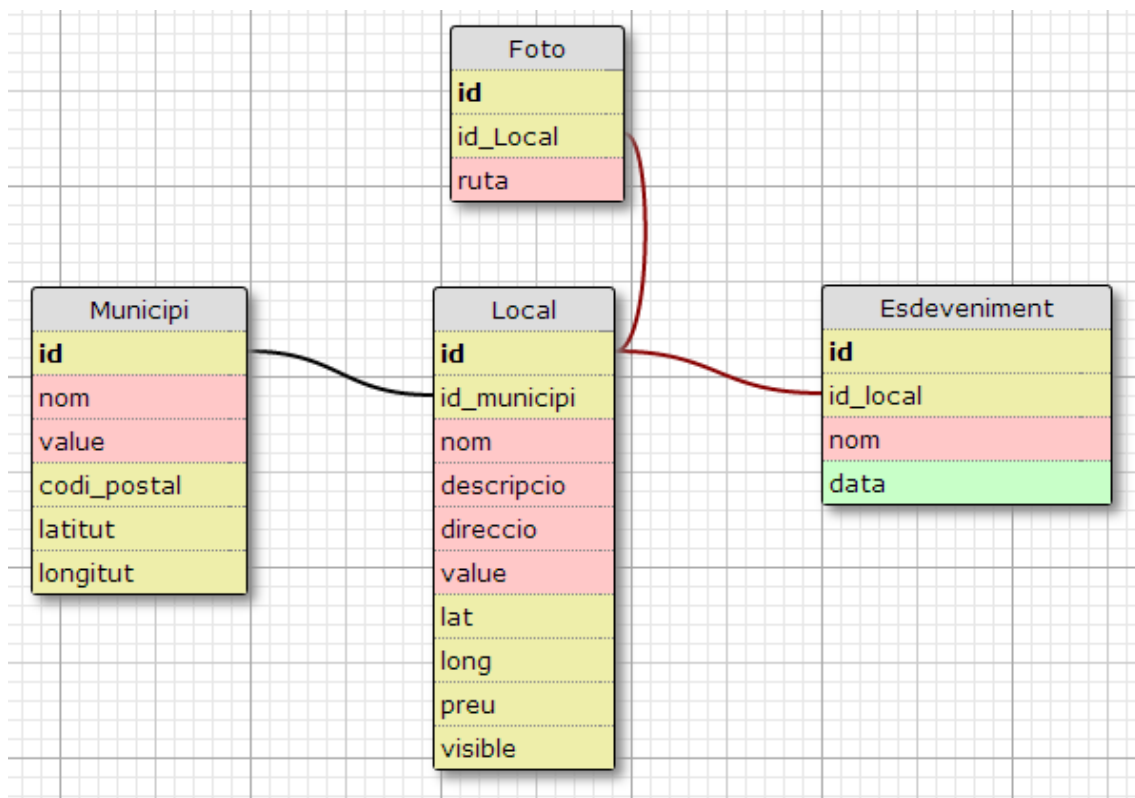 Foto
id
id_Local
ruta
Municipi
id
nom
value
codi_postal
latitut
longitut
Local
id
id_municipi
nom
descripcio
direccio
value
lat
long
preu
visible
Esdeveniment
id
id_local
nom
data